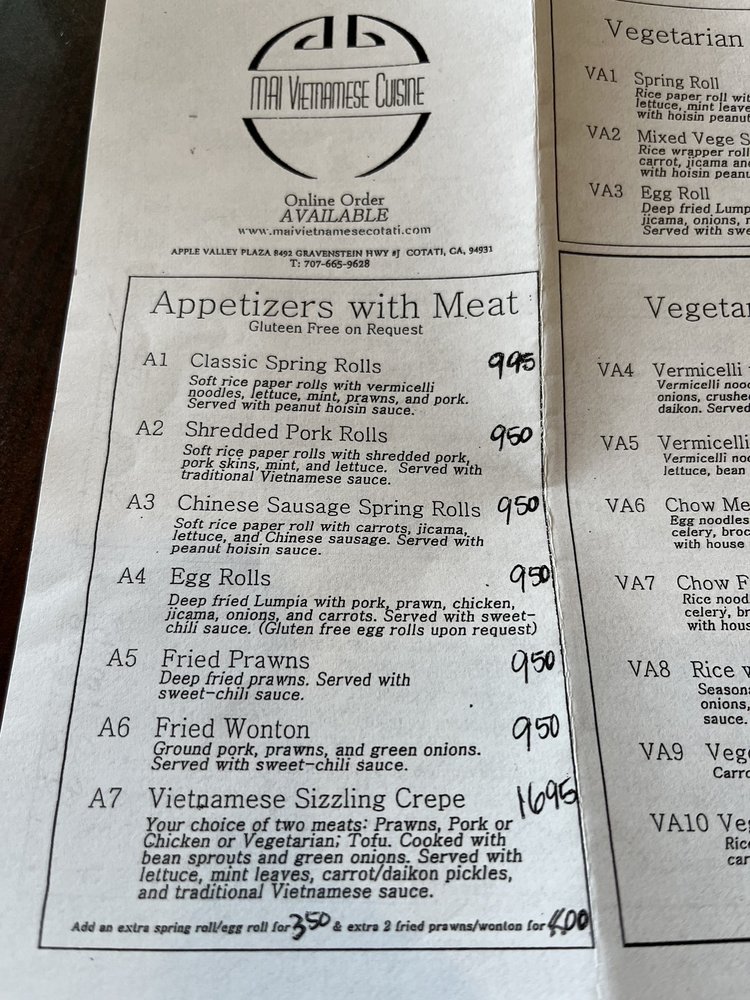 MAI VIETNAMESE CUISINE
Online Order
AVAILABLE
www.maivietnamesecotati.com
APPLE VALLEY PLAZA 8492 GRAVENSTEIN HWY #J COTATI, CA, 94931
T: 707-665-9628
Appetizers with Meat
Gluteen Free on Request
A1 Classic Spring Rolls 995
Soft rice paper rolls with vermicelli
noodles, lettuce, mint, prawns, and pork.
Served with peanut hoisin sauce.
A2 Shredded Pork Rolls 950
Soft rice paper rolls with shredded pork,
pork skins, mint, and lettuce. Served with
traditional Vietnamese sauce.
A3 Chinese Sausage Spring Rolls 950
Soft rice paper roll with carrots, jicama,
lettuce, and Chinese sausage. Served with
peanut hoisin sauce.
A4 Egg Rolls 950
Deep fried Lumpia with pork, prawn, chicken,
jicama, onions, and carrots. Served with sweet-
chili sauce. (Gluten free egg rolls upon request)
A5 Fried Prawns 950
Deep fried prawns. Served with
sweet-chili sauce.
A6 Fried Wonton 950
Ground pork, prawns, and green onions.
Served with sweet-chili sauce.
A7 Vietnamese Sizzling Crepe 1695
Your choice of two meats: Prawns, Pork or
Chicken or Vegetarian; Tofu. Cooked with
bean sprouts and green onions. Served with
lettuce, mint leaves, carrot/daikon pickles,
and traditional Vietnamese sauce.
Add an extra spring roll/egg roll for 3.50 & extra 2 fried prawns/wonton for 4.00
Vegetarian
VA1 Spring Roll
Rice paper roll
lettuce, mint
with hoisin
VA2 Mixed Vege
Rice wrapper roll
carrot, jicama
with hoisin
VA3 Egg Roll
Deep fried
jicama, onions,
Served with
VA4 Vermicelli
Vermicelli
onions,
daikon. Served
VA5 Vermicelli
Vermicelli
lettuce, bean
VA6 Chow
Egg noodles
celery,
with house
VA7 Chow
Rice
celery,
with
VA8 Rice
onions,
sauce.
VA9
VA10
Rice